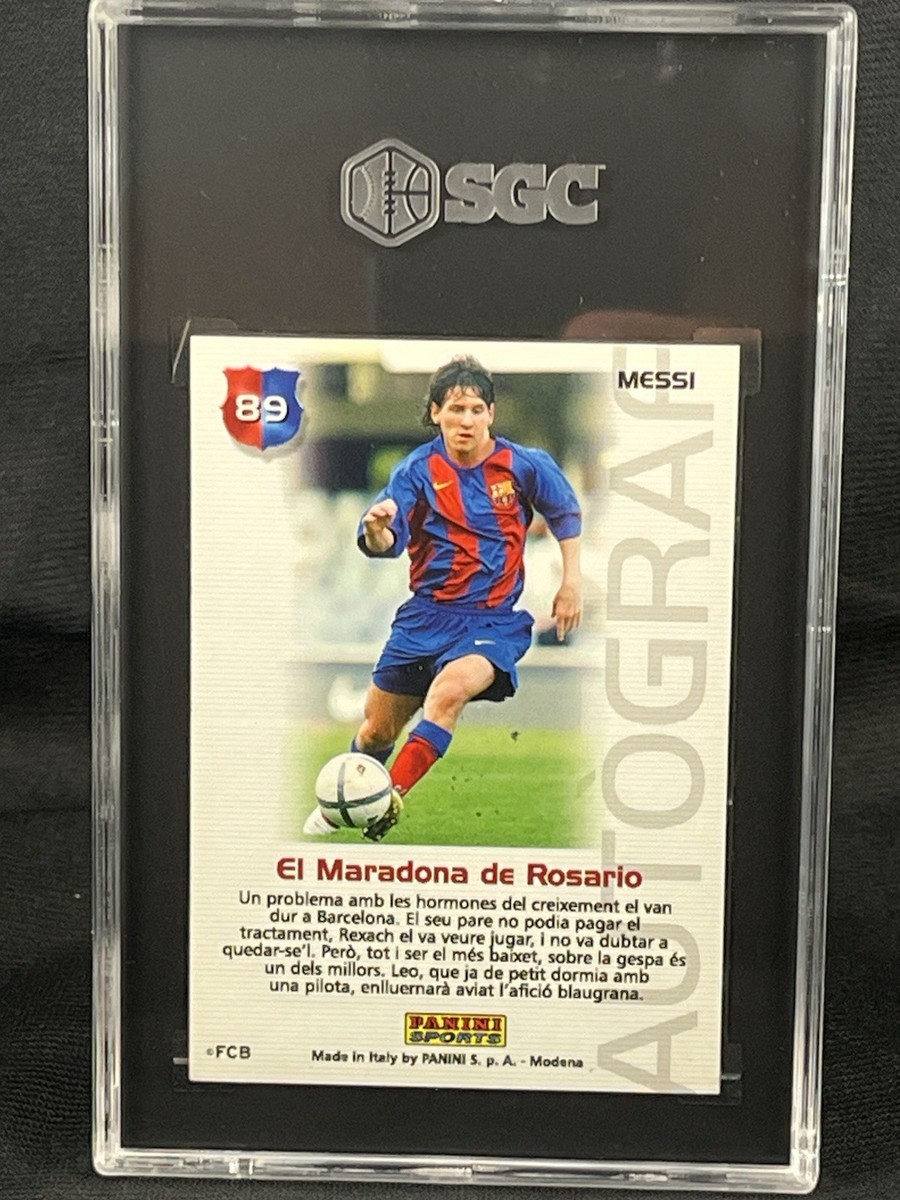 SGC
89
MESSI
AUTÒGRAF
El Maradona de Rosario
Un problema amb les hormones del creixement el van
dur a Barcelona. El seu pare no podia pagar el
tractament, Rexach el va veure jugar, i no va dubtar a
quedar-se'l. Però, tot i ser el més baixet, sobre la gespa és
un dels millors. Leo, que ja de petit dormia amb
una pilota, enlluernarà aviat l'afició blaugrana.
PANINI
SPORTS
©FCB
Made in Italy by PANINI S. p. A. - Modena